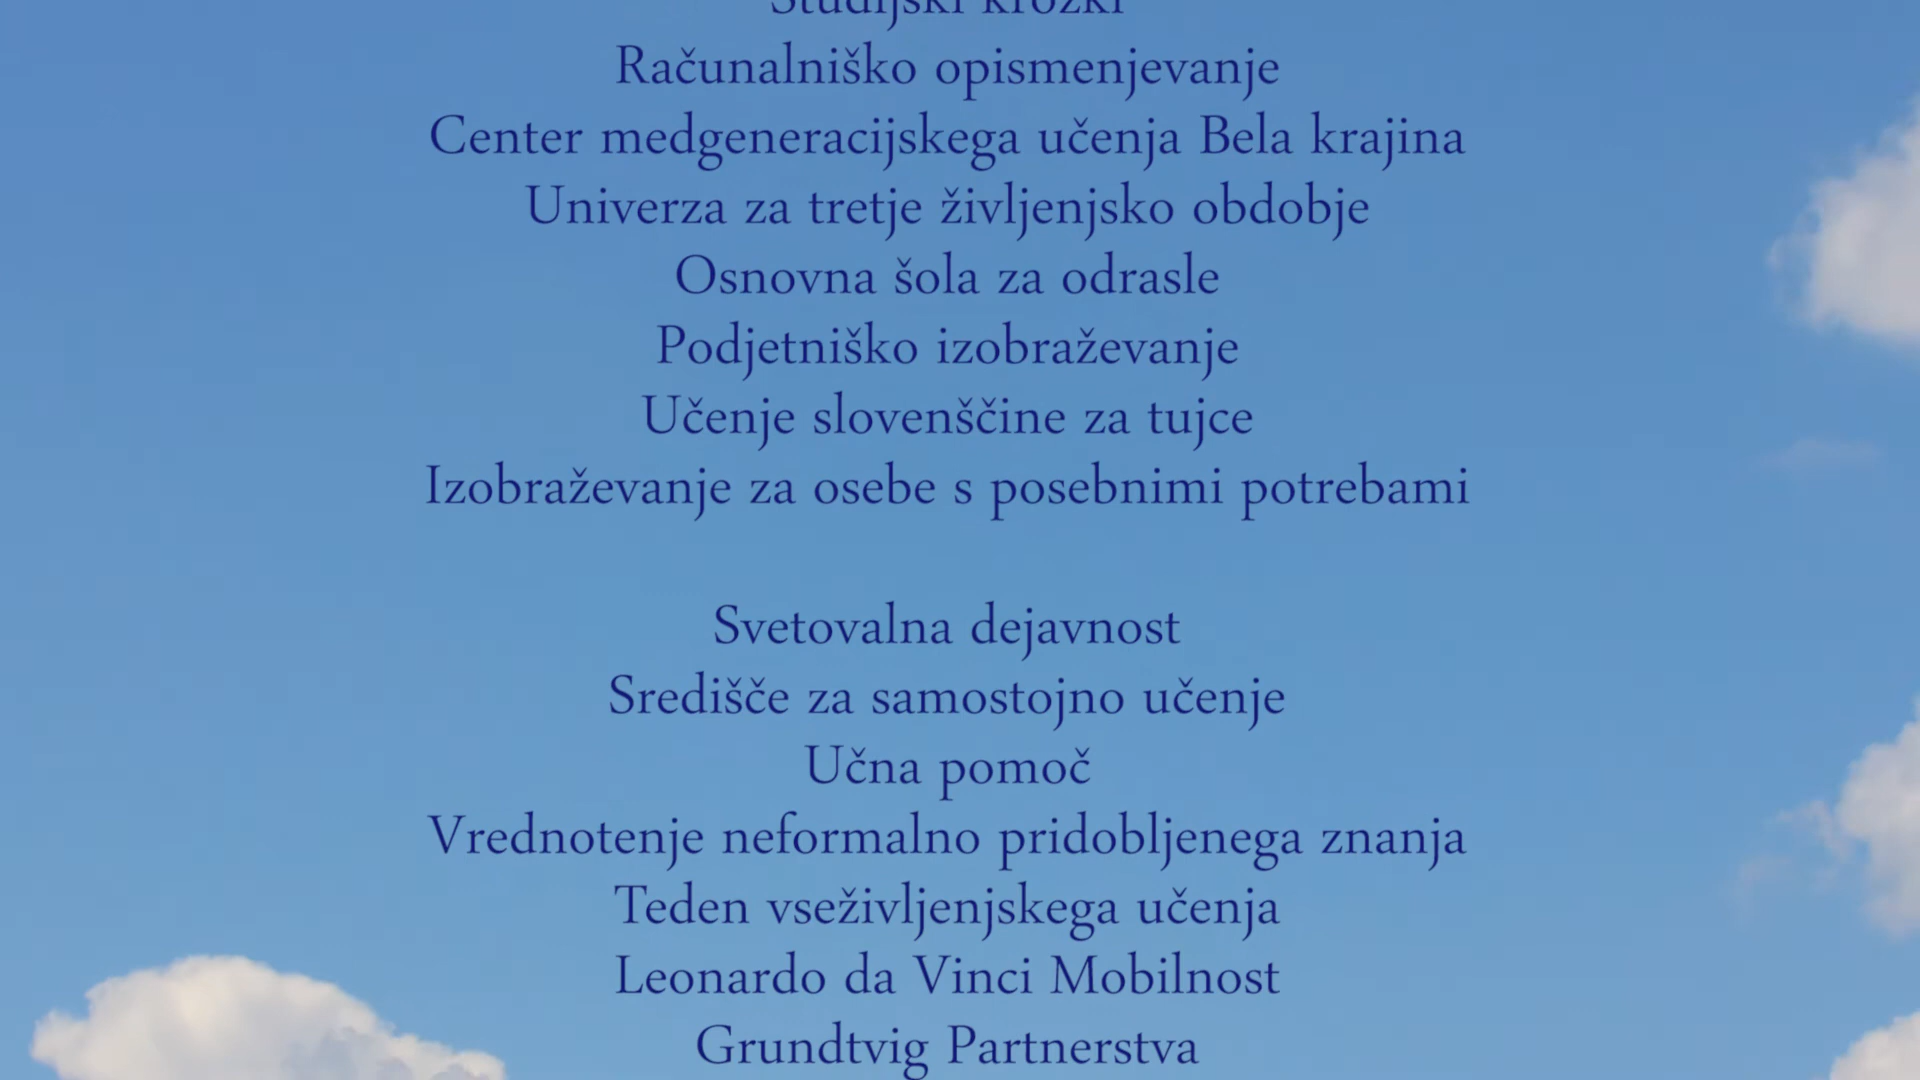 Študijski krožki
Računalniško opismenjevanje
Center medgeneracijskega učenja Bela krajina
Univerza za tretje življenjsko obdobje
Osnovna šola za odrasle
Podjetniško izobraževanje
Učenje slovenščine za tujce
Izobraževanje za osebe s posebnimi potrebami
Svetovalna dejavnost
Središče za samostojno učenje
Učna pomoč
Vrednotenje neformalno pridobljenega znanja
Teden vseživljenjskega učenja
Leonardo da Vinci Mobilnost
Grundtvig Partnerstva